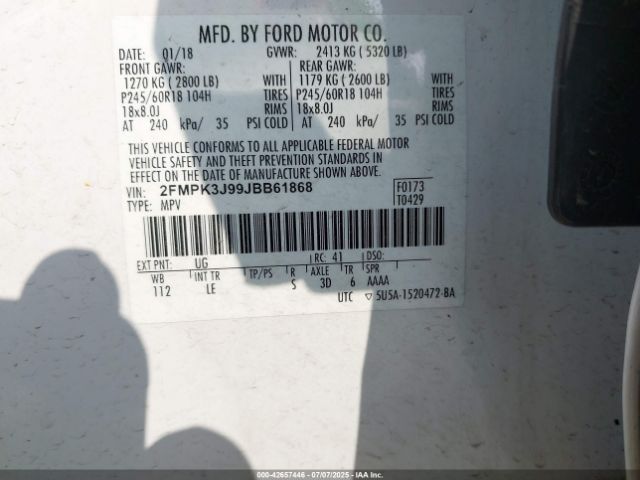 MFD. BY FORD MOTOR CO.
DATE: 01/18 GVWR: 2413 KG (5320 LB)
FRONT GAWR: REAR GAWR:
1270 KG (2800 LB) WITH 1179 KG (2600 LB) WITH
P245/60R18 104H TIRES P245/60R18 104H TIRES
18x8.0J RIMS 18x8.0J RIMS
AT 240 kPa/ 35 PSI COLD AT 240 kPa/ 35 PSI COLD
THIS VEHICLE CONFORMS TO ALL APPLICABLE FEDERAL MOTOR
VEHICLE SAFETY AND THEFT PREVENTION STANDARDS IN
EFFECT ON THE DATE OF MANUFACTURE SHOWN ABOVE.
VIN: 2FMPK3J99JBB61868 F0173
TYPE: MPV T0429
EXT PNT: UG RC: 41 DSO:
WB INT TR TP/PS R AXLE TR SPR
112 LE S 3D 6 AAAA
UTC ▽ 5U5A-1520472-BA
000-42657446 07/07/2025 - IAA, Inc.